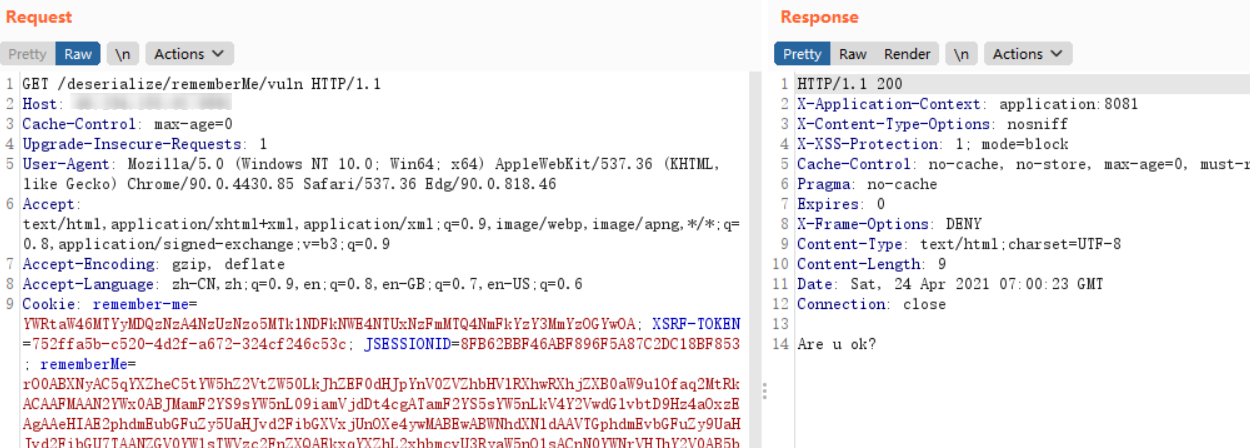 Request
Pretty Raw \n Actions
1 GET /deserialize/rememberMe/vuln HTTP/1.1
2 Host:
3 Cache-Control: max-age=0
4 Upgrade-Insecure-Requests: 1
5 User-Agent: Mozilla/5.0 (Windows NT 10.0; Win64; x64) AppleWebKit/537.36 (KHTML,
like Gecko) Chrome/90.0.4430.85 Safari/537.36 Edg/90.0.818.46
6 Accept:
text/html,application/xhtml+xml,application/xml;q=0.9,image/webp,image/apng,*/*;q=
0.8,application/signed-exchange;v=b3;q=0.9
7 Accept-Encoding: gzip, deflate
8 Accept-Language: zh-CN,zh;q=0.9,en;q=0.8,en-GB;q=0.7,en-US;q=0.6
9 Cookie: remember-me=
YWRtaW46MTYyMDQzNzA4NzUzNzo5MTk1NDFkNWE4NTUxNzFmMTQ4NmFkYzY3MmYzOGYwOA; XSRF-TOKEN
=752ffa5b-c520-4d2f-a672-324cf246c53c; JSESSIONID=8FB62BBF46ABF896F5A87C2DC18BF853
; rememberMe=
Response
Pretty Raw Render \n Actions
1 HTTP/1.1 200
2 X-Application-Context: application:8081
3 X-Content-Type-Options: nosniff
4 X-XSS-Protection: 1; mode=block
5 Cache-Control: no-cache, no-store, max-age=0,
6 Pragma: no-cache
7 Expires: 0
8 X-Frame-Options: DENY
9 Content-Type: text/html;charset=UTF-8
10 Content-Length: 9
11 Date: Sat, 24 Apr 2021 07:00:23 GMT
12 Connection: close
13
14 Are u ok?